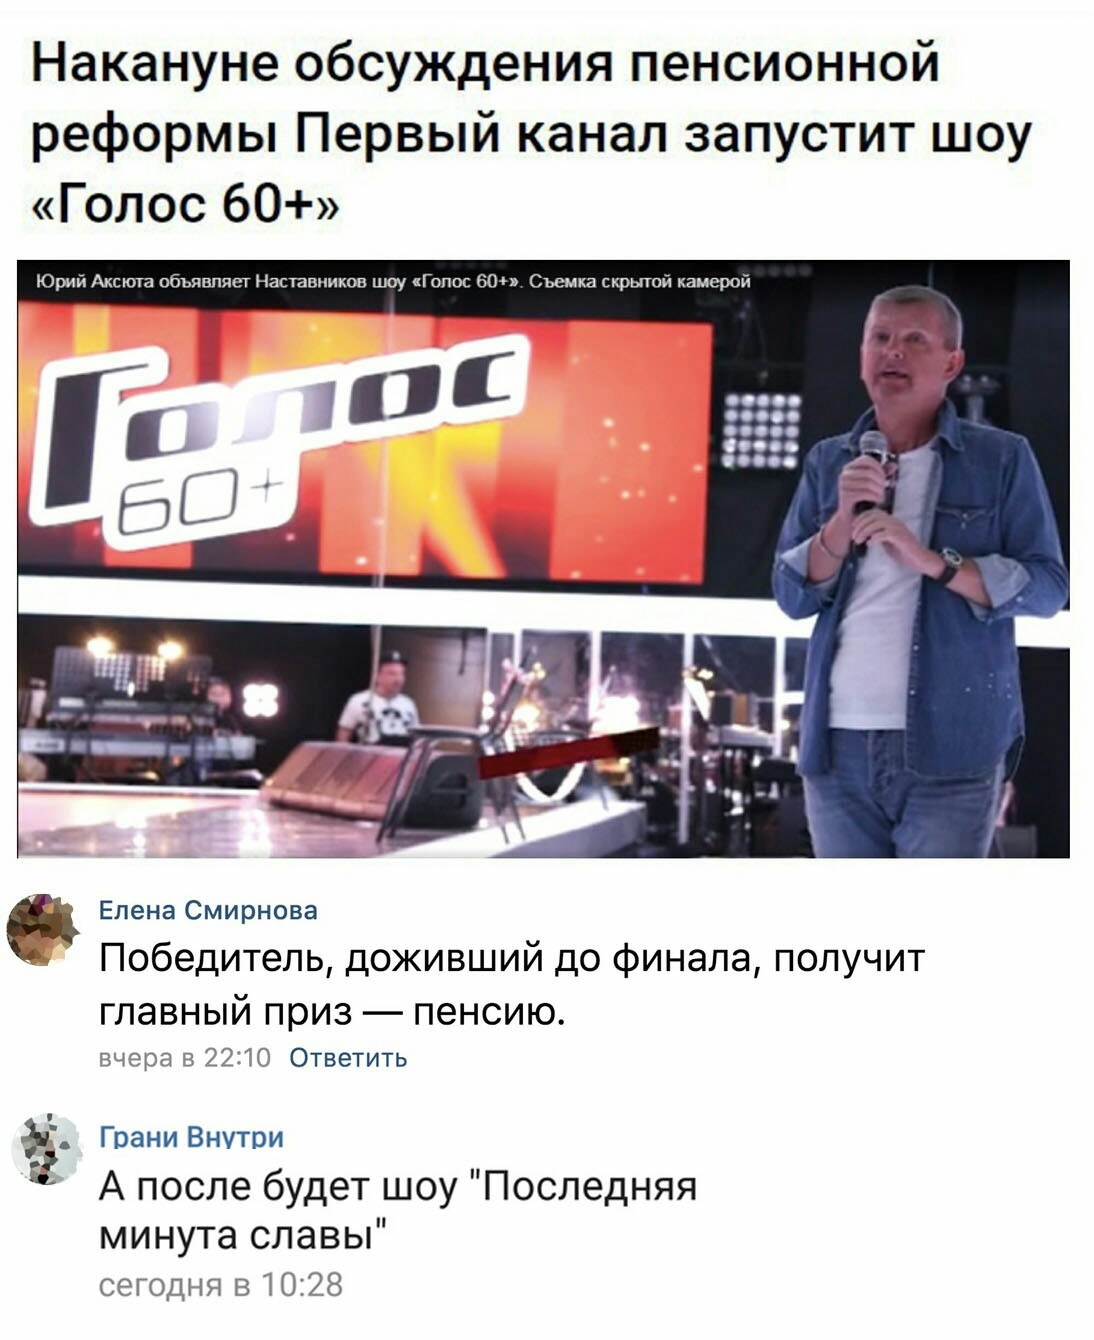 Накануне обсуждения пенсионной
реформы Первый канал запустит шоу
«Голос 60+»
Юрий Аксюта объявляет Наставников шоу «Голос 60+». Съемка скрытой камерой
Голос
60+
Елена Смирнова
Победитель, доживший до финала, получит
главный приз — пенсию.
вчера в 22:10 Ответить
Грани Внутри
А после будет шоу "Последняя
минута славы"
сегодня в 10:28